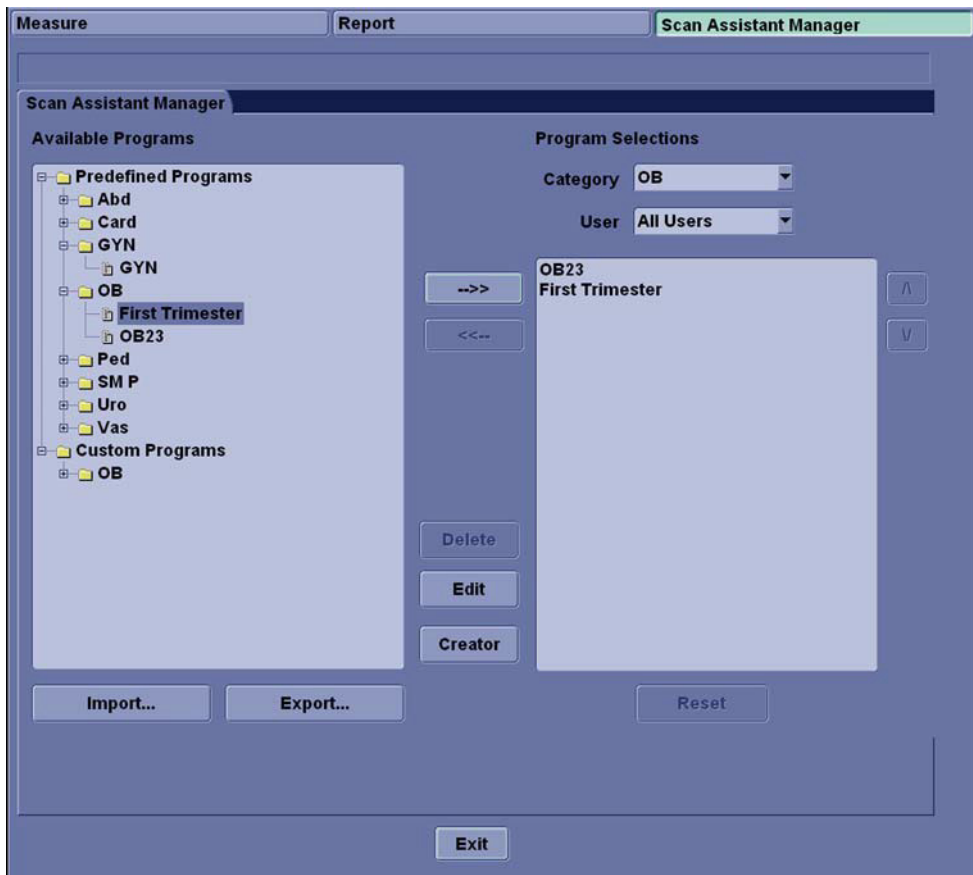 Measure
Report
Scan Assistant Manager
Scan Assistant Manager
Available Programs
Predefined Programs
Abd
Card
GYN
GYN
OB
First Trimester
OB23
Ped
SM P
Uro
Vas
Custom Programs
OB
Import...
Export...
-->>
<<--
Delete
Edit
Creator
Program Selections
Category OB
User All Users
OB23
First Trimester
/\
\/
Reset
Exit